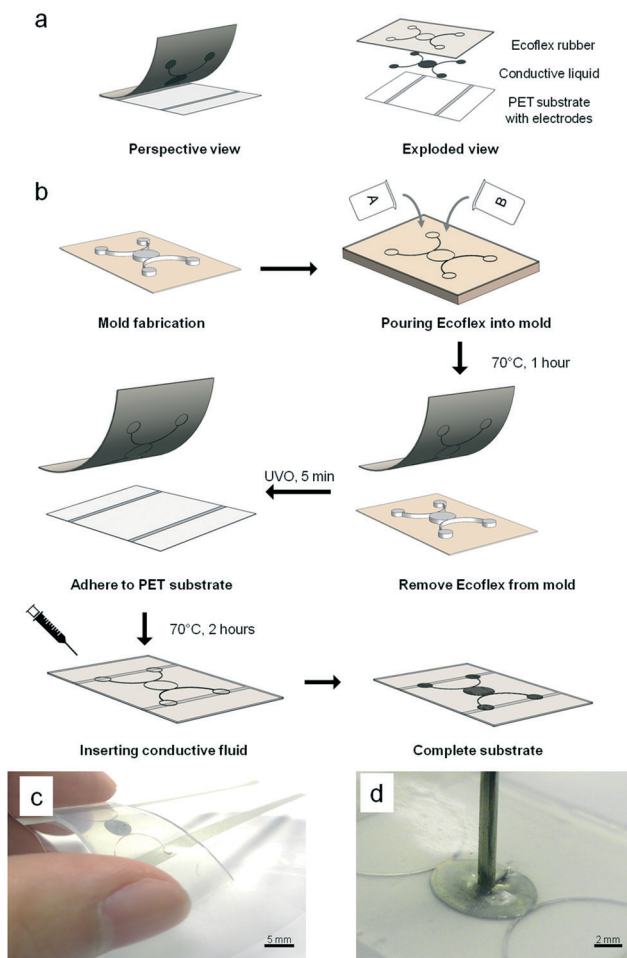 a
Ecoflex rubber
Conductive liquid
PET substrate
with electrodes
Perspective view
Exploded view
b
A
B
Mold fabrication
Pouring Ecoflex into mold
70°C, 1 hour
UVO, 5 min
Adhere to PET substrate
Remove Ecoflex from mold
70°C, 2 hours
Inserting conductive fluid
Complete substrate
c
d
5 mm
2 mm